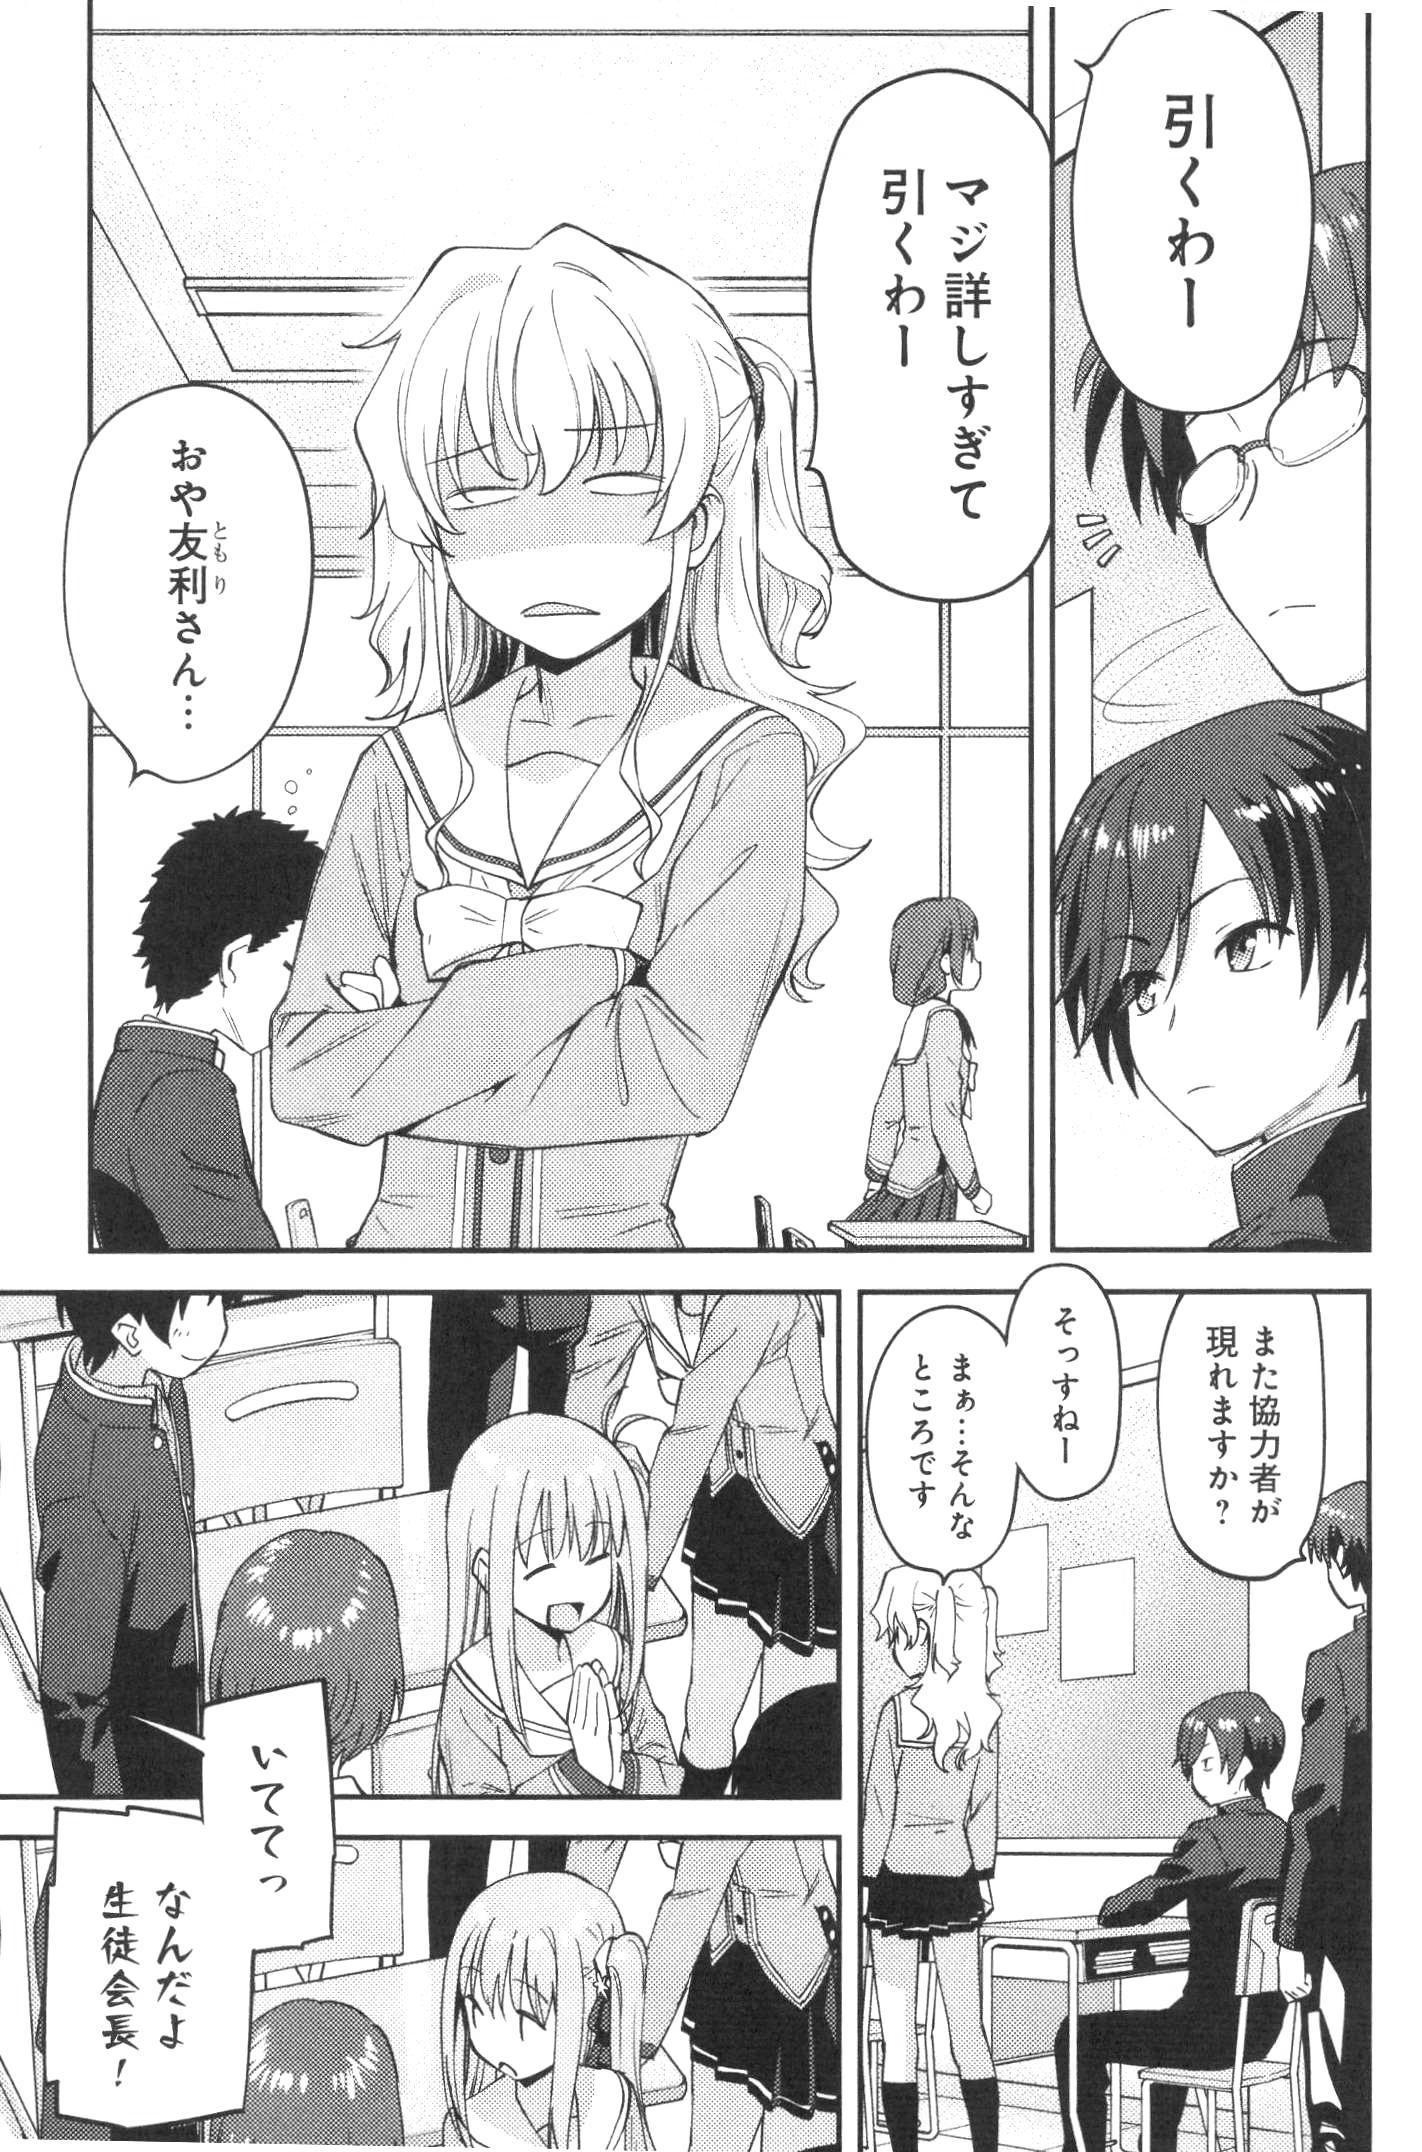 引くわー
マジ詳しすぎて
引くわー
おや友利さん…
ともり
また協力者が
現れますか?
そっすねー
まぁ…そんな
ところです
いててっ
なんだよ
生徒会長!